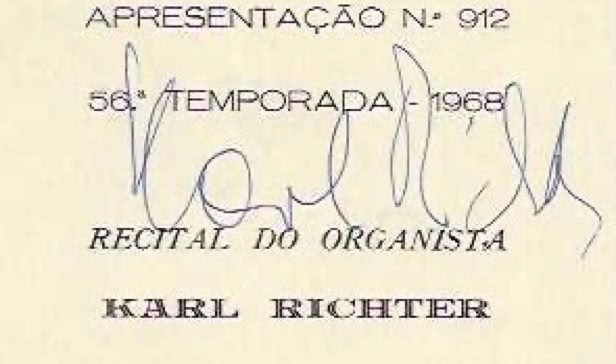 APRESENTAÇÃO N.º 912
56.ª TEMPORADA - 1968
Karl Richter
RECITAL DO ORGANISTA
KARL RICHTER